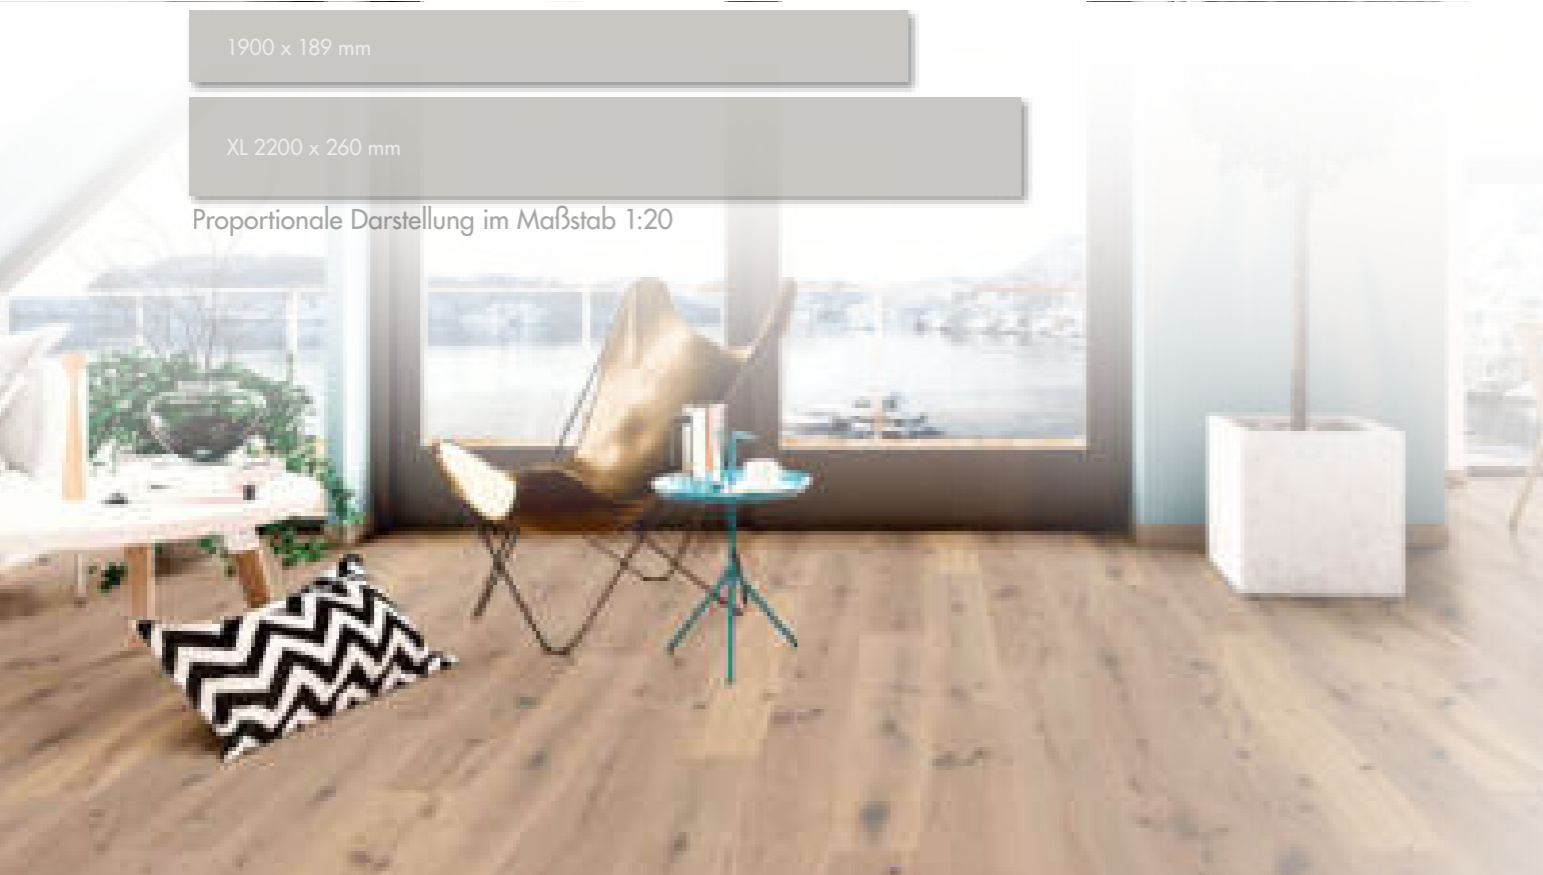 1900 x 189 mm
XL 2200 x 260 mm
Proportionale Darstellung im Maßstab 1:20